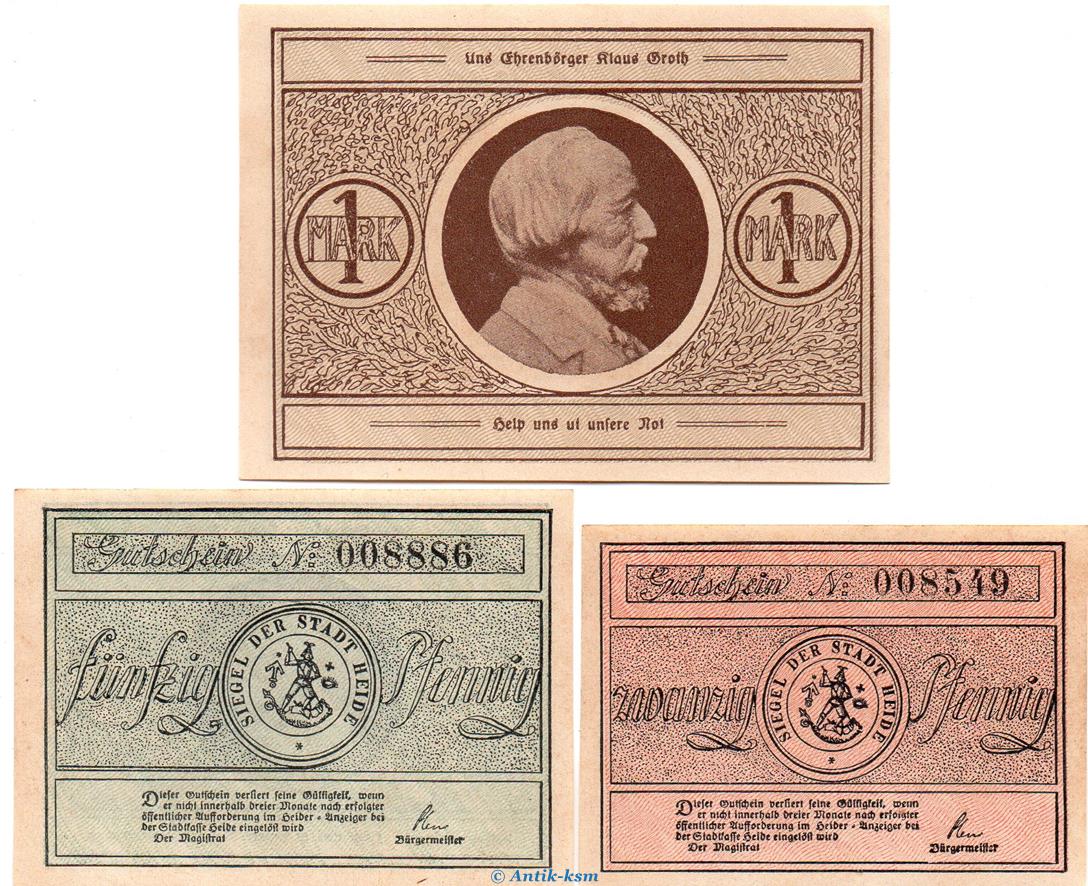 Uns Ehrenbörger Klaus Groth
1 MARK
1 MARK
Help uns ut unsere Not
Gutschein No: 008886
fünfzig Pfennig
SIEGEL DER STADT HEIDE
Dieser Gutschein verliert seine Gültigkeit, wenn
er nicht innerhalb dreier Monate nach erfolgter
öffentlicher Aufforderung im Heider-Anzeiger bei
der Stadtkasse Heide eingelöst wird
Der Magistrat
Bürgermeister
Gutschein No: 008549
zwanzig Pfennig
SIEGEL DER STADT HEIDE
Dieser Gutschein verliert seine Gültigkeit, wenn
er nicht innerhalb dreier Monate nach erfolgter
öffentlicher Aufforderung im Heider-Anzeiger bei
der Stadtkasse Heide eingelöst wird
Der Magistrat
Bürgermeister
© Antik-ksm